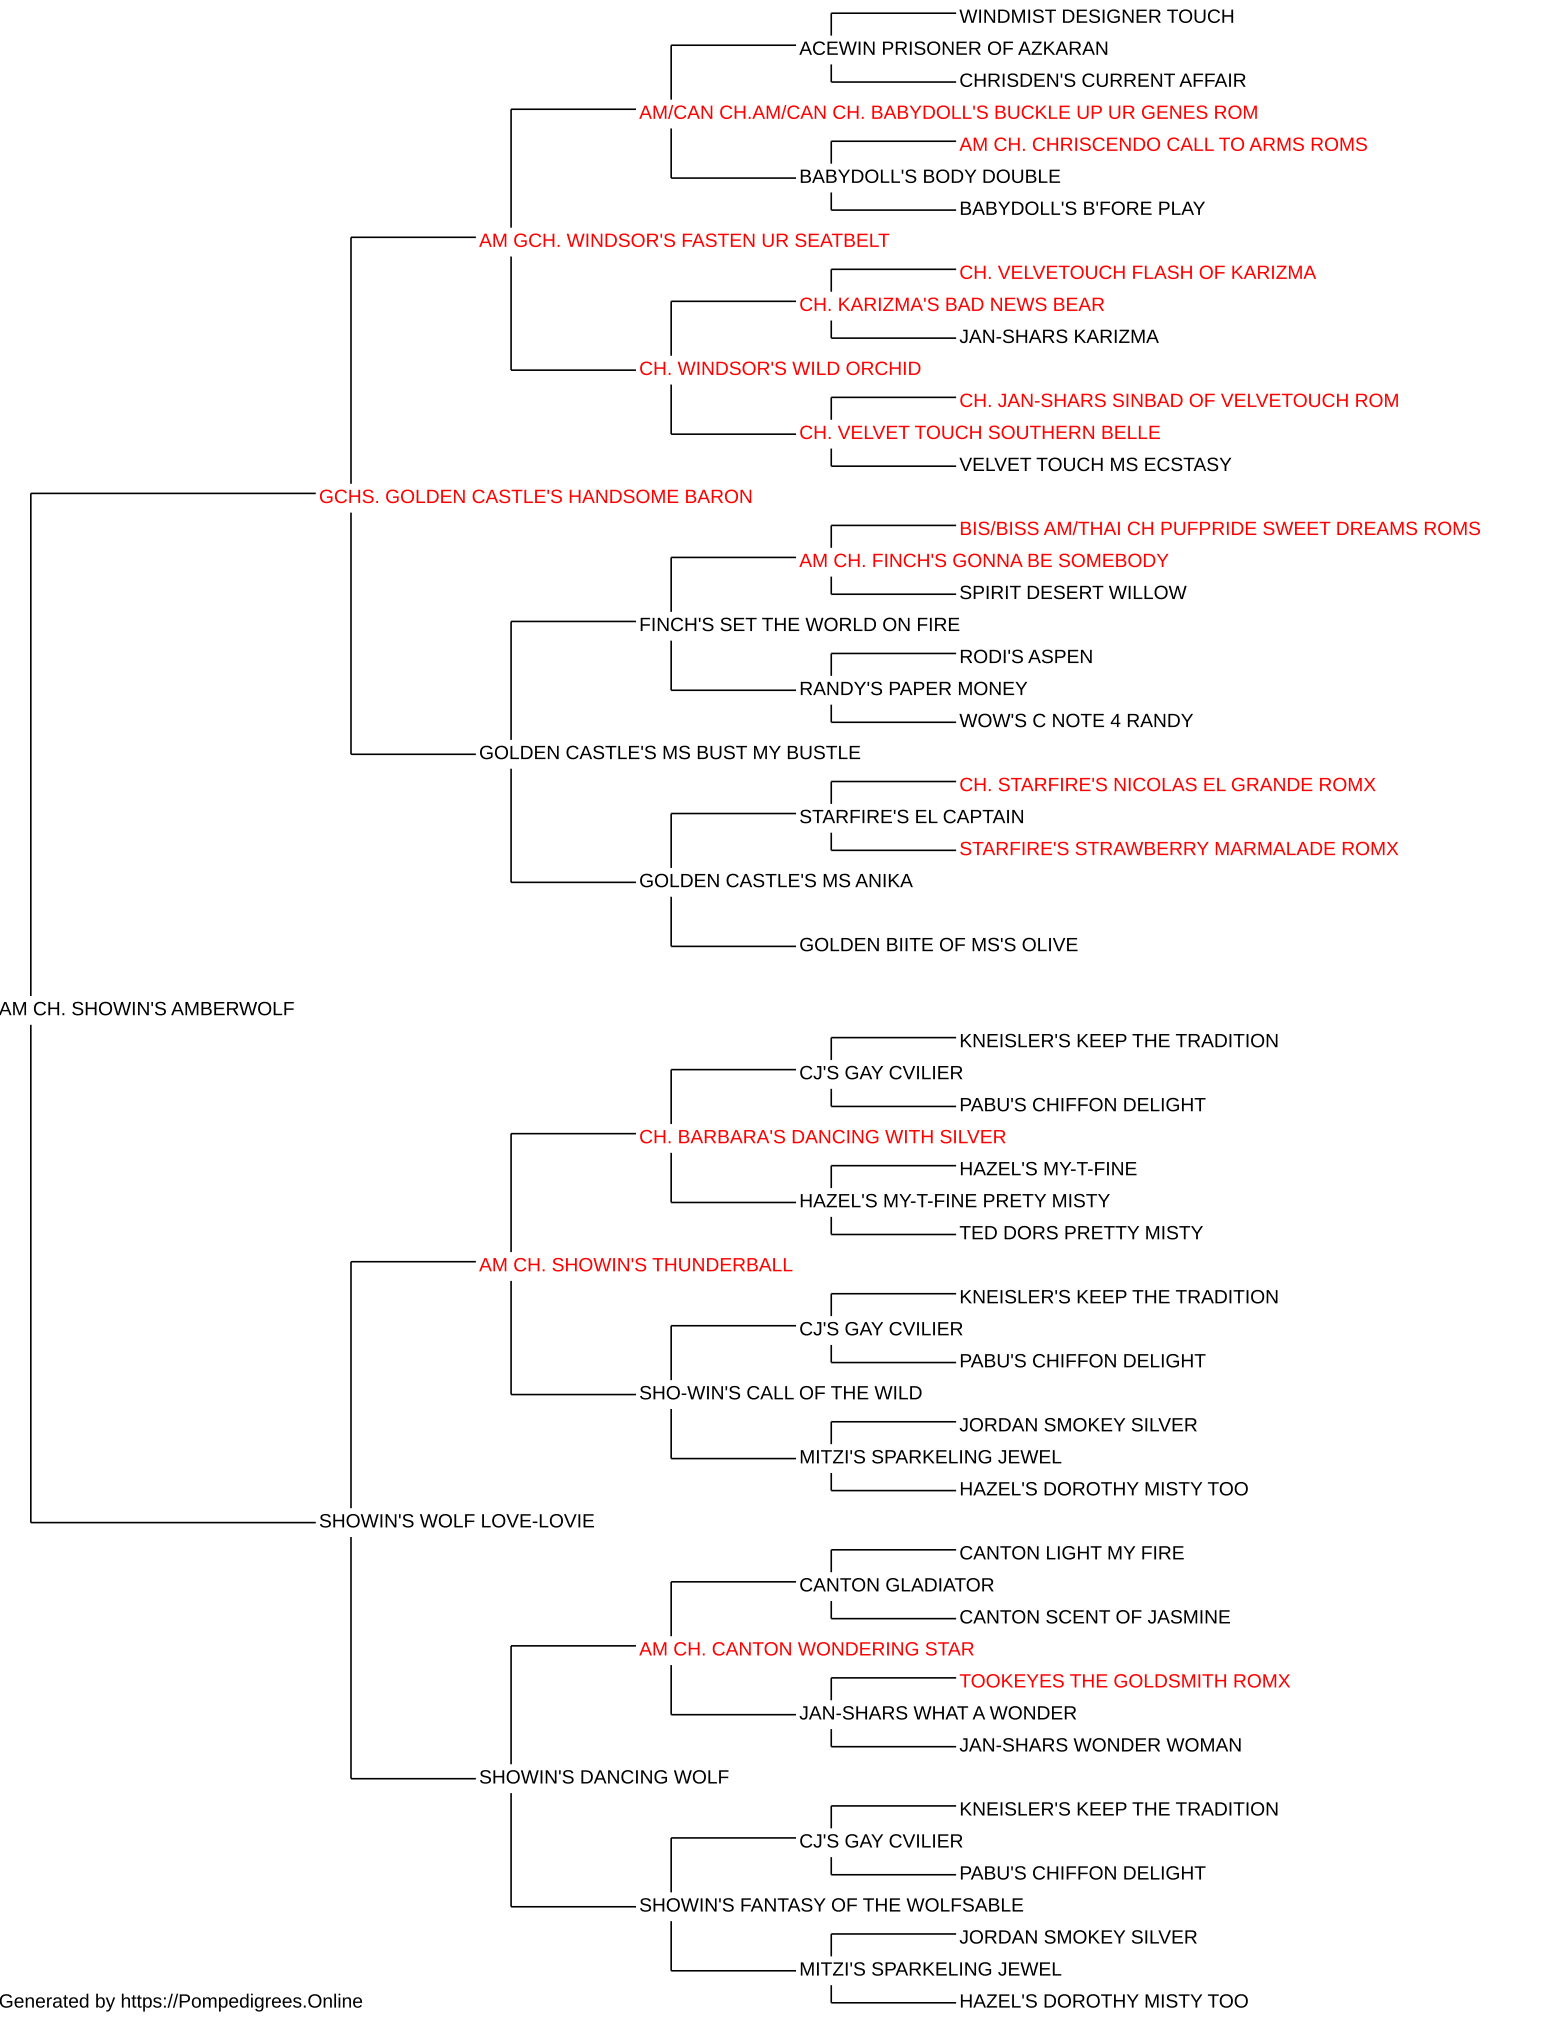 WINDMIST DESIGNER TOUCH
ACEWIN PRISONER OF AZKARAN
CHRISDEN'S CURRENT AFFAIR
AM/CAN CH.AM/CAN CH. BABYDOLL'S BUCKLE UP UR GENES ROM
AM CH. CHRISCENDO CALL TO ARMS ROMS
BABYDOLL'S BODY DOUBLE
BABYDOLL'S B'FORE PLAY
AM GCH. WINDSOR'S FASTEN UR SEATBELT
CH. VELVETOUCH FLASH OF KARIZMA
CH. KARIZMA'S BAD NEWS BEAR
JAN-SHARS KARIZMA
CH. WINDSOR'S WILD ORCHID
CH. JAN-SHARS SINBAD OF VELVETOUCH ROM
CH. VELVET TOUCH SOUTHERN BELLE
VELVET TOUCH MS ECSTASY
GCHS. GOLDEN CASTLE'S HANDSOME BARON
BIS/BISS AM/THAI CH PUFPRIDE SWEET DREAMS ROMS
AM CH. FINCH'S GONNA BE SOMEBODY
SPIRIT DESERT WILLOW
FINCH'S SET THE WORLD ON FIRE
RODI'S ASPEN
RANDY'S PAPER MONEY
WOW'S C NOTE 4 RANDY
GOLDEN CASTLE'S MS BUST MY BUSTLE
CH. STARFIRE'S NICOLAS EL GRANDE ROMX
STARFIRE'S EL CAPTAIN
STARFIRE'S STRAWBERRY MARMALADE ROMX
GOLDEN CASTLE'S MS ANIKA
GOLDEN BIITE OF MS'S OLIVE
AM CH. SHOWIN'S AMBERWOLF
KNEISLER'S KEEP THE TRADITION
CJ'S GAY CVILIER
PABU'S CHIFFON DELIGHT
CH. BARBARA'S DANCING WITH SILVER
HAZEL'S MY-T-FINE
HAZEL'S MY-T-FINE PRETY MISTY
TED DORS PRETTY MISTY
AM CH. SHOWIN'S THUNDERBALL
KNEISLER'S KEEP THE TRADITION
CJ'S GAY CVILIER
PABU'S CHIFFON DELIGHT
SHO-WIN'S CALL OF THE WILD
JORDAN SMOKEY SILVER
MITZI'S SPARKELING JEWEL
HAZEL'S DOROTHY MISTY TOO
SHOWIN'S WOLF LOVE-LOVIE
CANTON LIGHT MY FIRE
CANTON GLADIATOR
CANTON SCENT OF JASMINE
AM CH. CANTON WONDERING STAR
TOOKEYES THE GOLDSMITH ROMX
JAN-SHARS WHAT A WONDER
JAN-SHARS WONDER WOMAN
SHOWIN'S DANCING WOLF
KNEISLER'S KEEP THE TRADITION
CJ'S GAY CVILIER
PABU'S CHIFFON DELIGHT
SHOWIN'S FANTASY OF THE WOLFSABLE
JORDAN SMOKEY SILVER
MITZI'S SPARKELING JEWEL
HAZEL'S DOROTHY MISTY TOO
Generated by https://Pompedigrees.Online